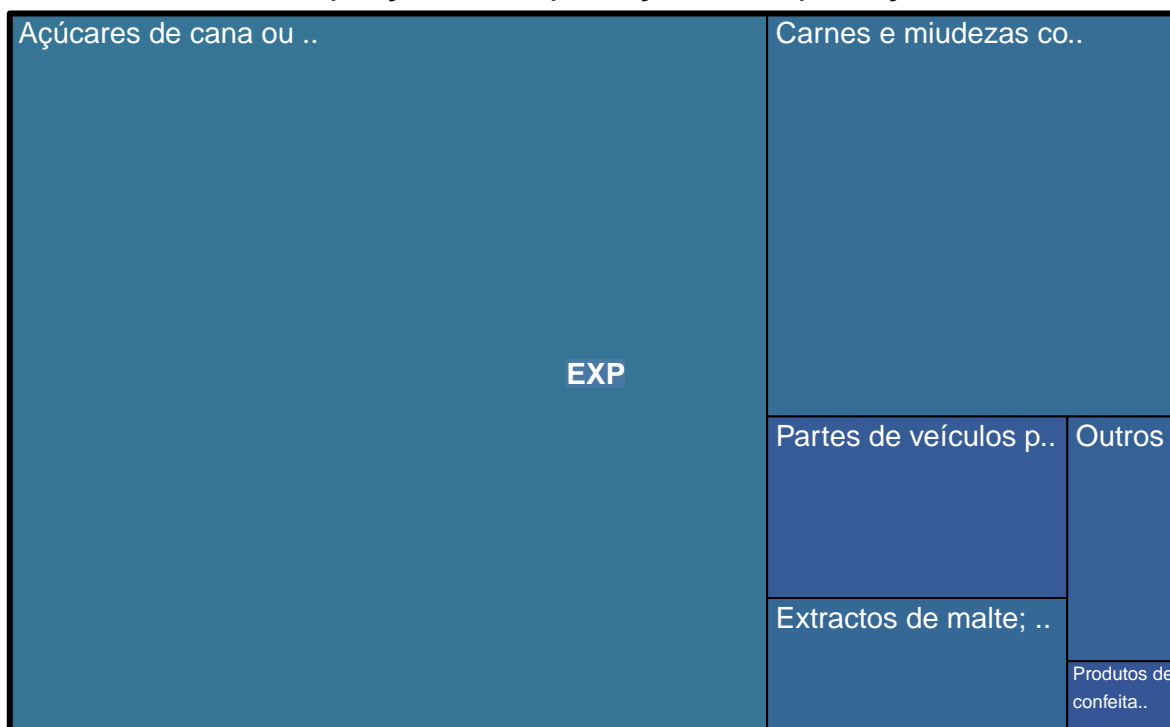 Açúcares de cana ou ..
Carnes e miudezas co..
EXP
Partes de veículos p..
Outros
Extractos de malte; ..
Produtos de
confeita..